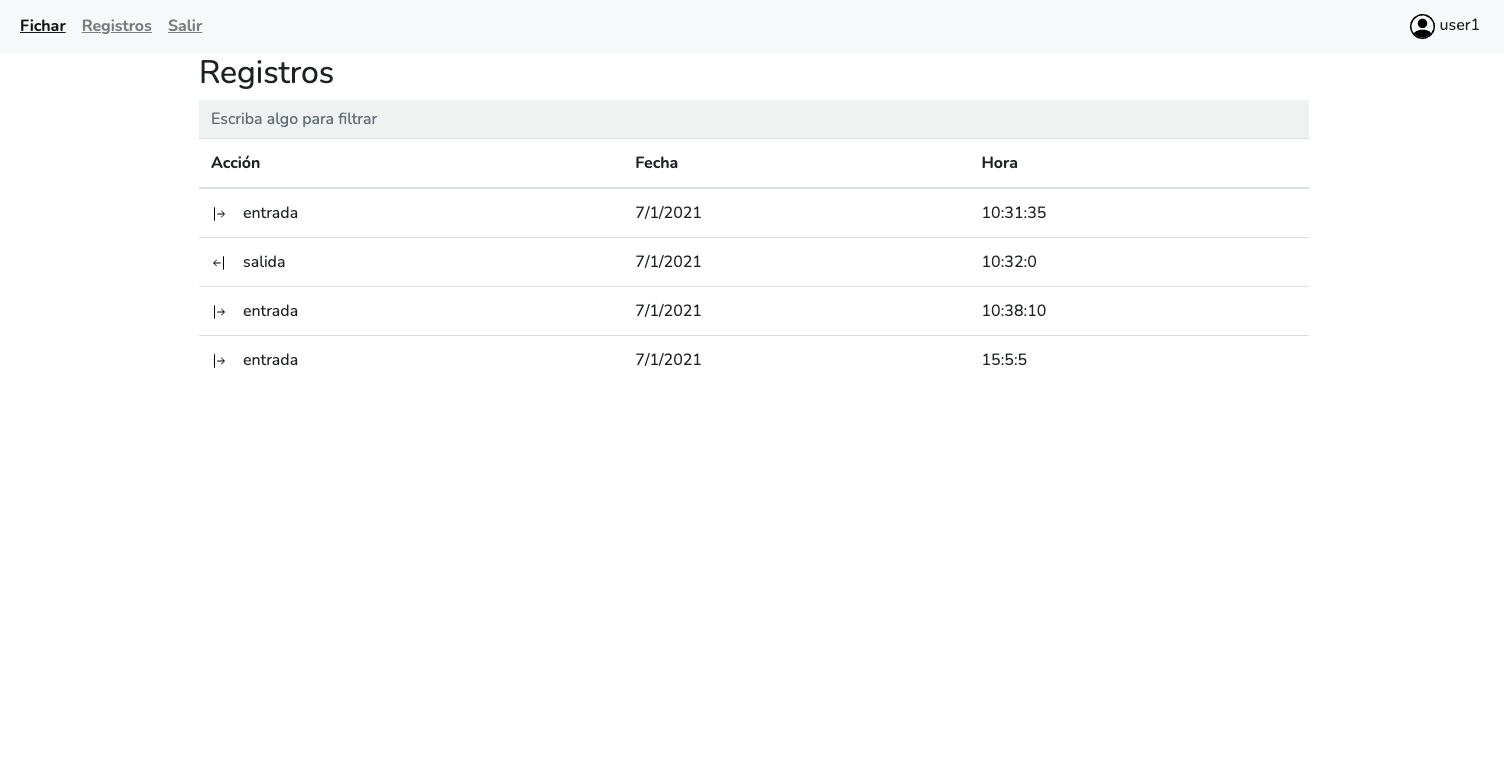 Fichar Registros Salir user1
Registros
Escriba algo para filtrar
Acción Fecha Hora
entrada 7/1/2021 10:31:35
salida 7/1/2021 10:32:0
entrada 7/1/2021 10:38:10
entrada 7/1/2021 15:5:5